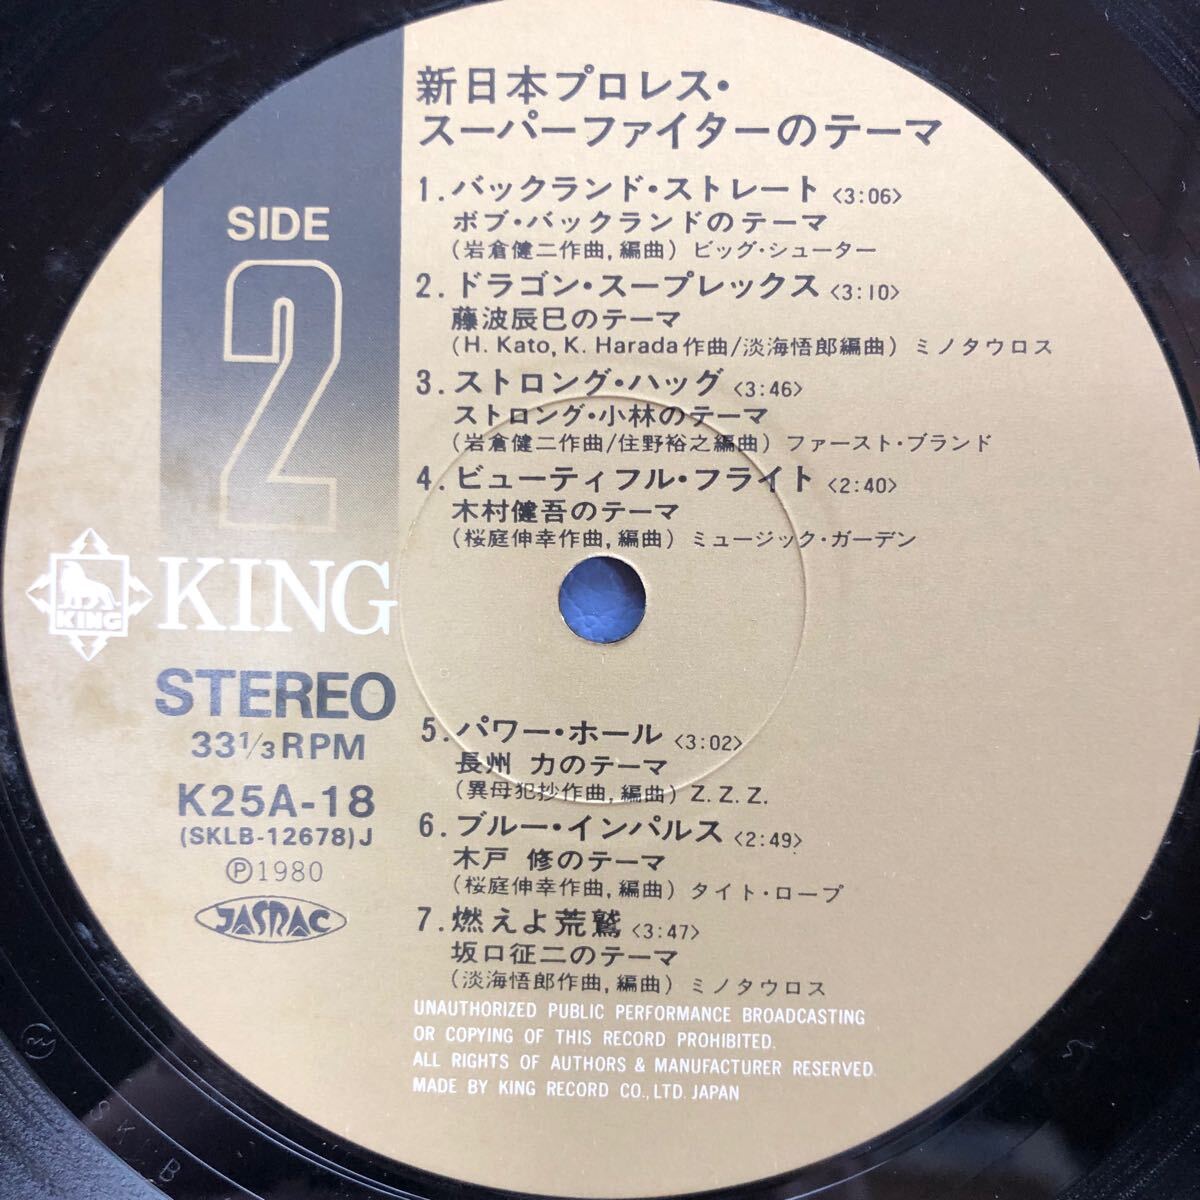 新日本プロレス・
スーパーファイターのテーマ
SIDE
2
1. バックランド・ストレート <3:06>
ボブ・バックランドのテーマ
(岩倉健二作曲,編曲) ビッグ・シューター
2. ドラゴン・スープレックス <3:10>
藤波辰巳のテーマ
(H. Kato, K. Harada作曲/淡海悟郎編曲) ミノタウロス
3. ストロング・ハッグ <3:46>
ストロング・小林のテーマ
(岩倉健二作曲/住野裕之編曲) ファースト・ブランド
4. ビューティフル・フライト <2:40>
木村健吾のテーマ
(桜庭伸幸作曲,編曲) ミュージック・ガーデン
KING
KING
STEREO
33 1/3 RPM
K25A-18
(SKLB-12678)J
Ⓟ1980
JASRAC
5. パワー・ホール <3:02>
長州 力のテーマ
(異母犯抄作曲,編曲) Z. Z. Z.
6. ブルー・インパルス <2:49>
木戸 修のテーマ
(桜庭伸幸作曲,編曲) タイト・ロープ
7. 燃えよ荒鷲 <3:47>
坂口征二のテーマ
(淡海悟郎作曲,編曲) ミノタウロス
UNAUTHORIZED PUBLIC PERFORMANCE BROADCASTING
OR COPYING OF THIS RECORD PROHIBITED.
ALL RIGHTS OF AUTHORS & MANUFACTURER RESERVED.
MADE BY KING RECORD CO., LTD. JAPAN
S K L B